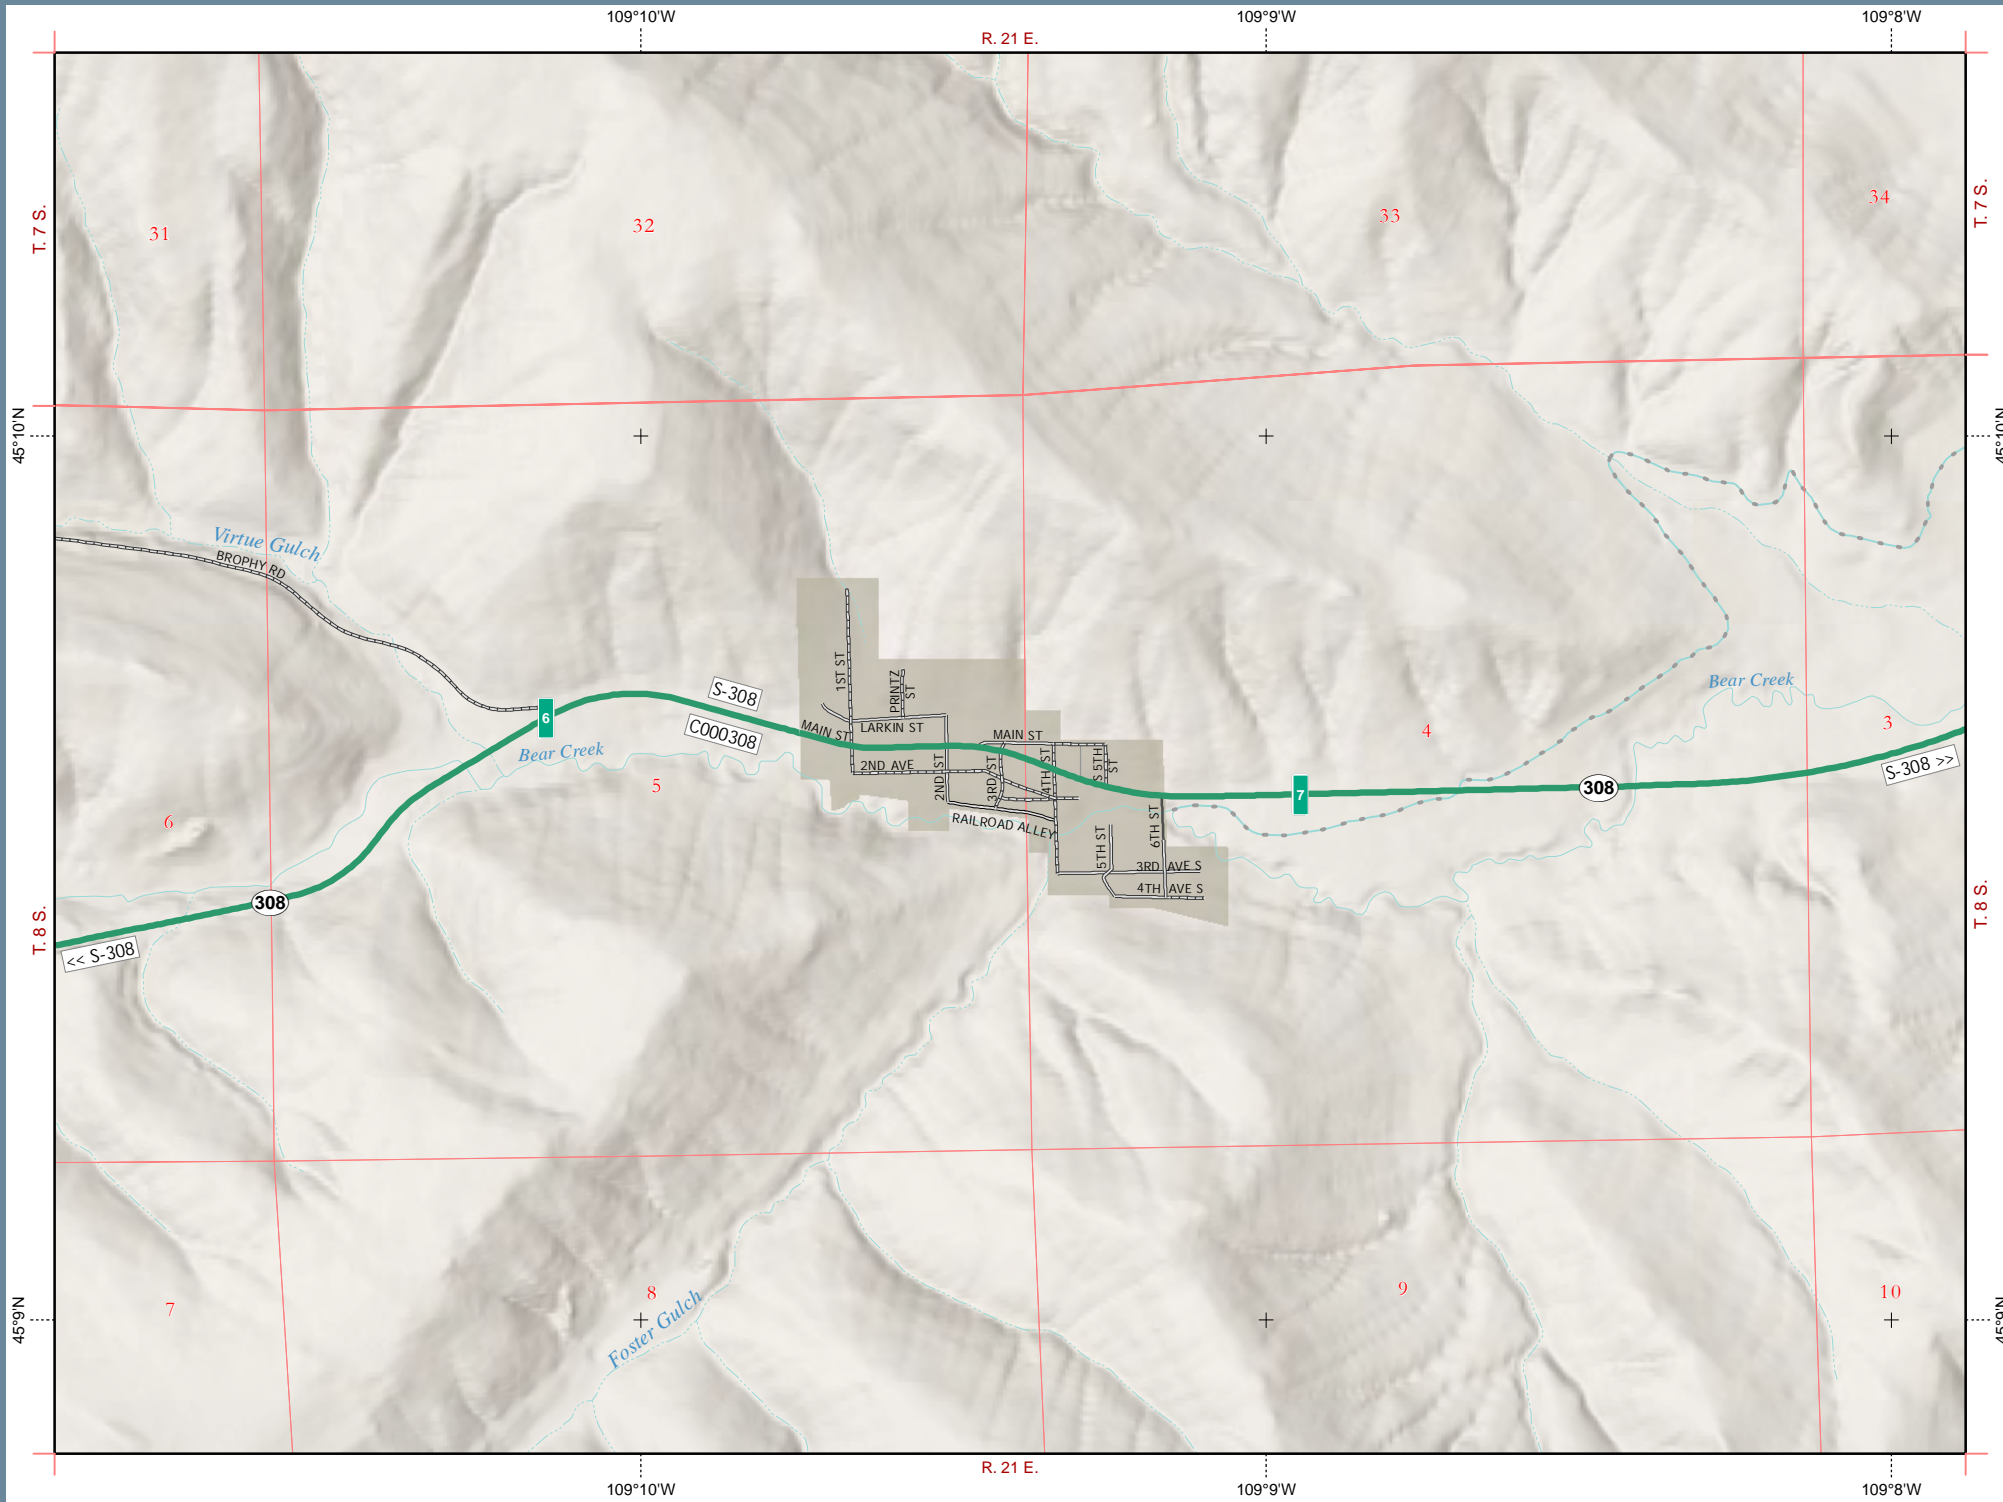 109°10'W
109°9'W
109°8'W
R. 21 E.
T. 7 S.
T. 7 S.
31
32
33
34
45°10'N
45°10'N
Virtue Gulch
BROPHY RD
6
S-308
C000308
Bear Creek
1ST ST
PRINTZ
ST
LARKIN ST
MAIN ST
MAIN ST
2ND AVE
2ND ST
3RD ST
4TH ST
S 5TH
ST
RAILROAD ALLEY
5TH ST
6TH ST
3RD AVE S
4TH AVE S
7
308
Bear Creek
S-308 >>
4
3
5
6
308
<< S-308
T. 8 S.
T. 8 S.
7
8
9
10
Foster Gulch
45°9'N
45°9'N
R. 21 E.
109°10'W
109°9'W
109°8'W